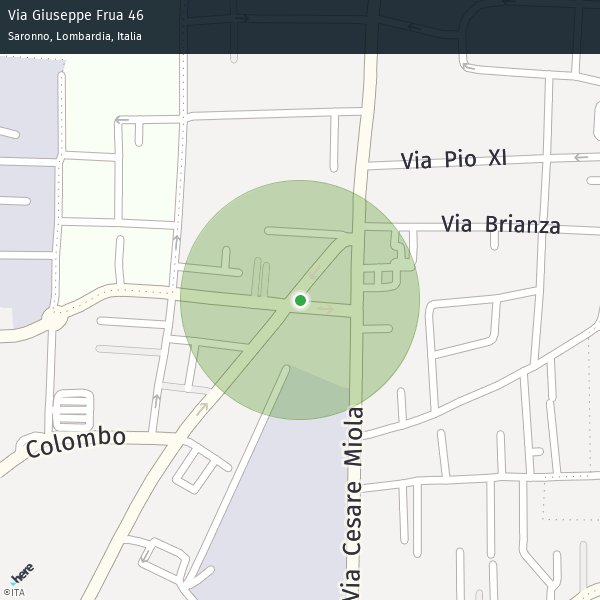 Via Giuseppe Frua 46
Saronno, Lombardia, Italia
Via Pio XI
Via Brianza
Colombo
Via Cesare Miola
here
©ITA